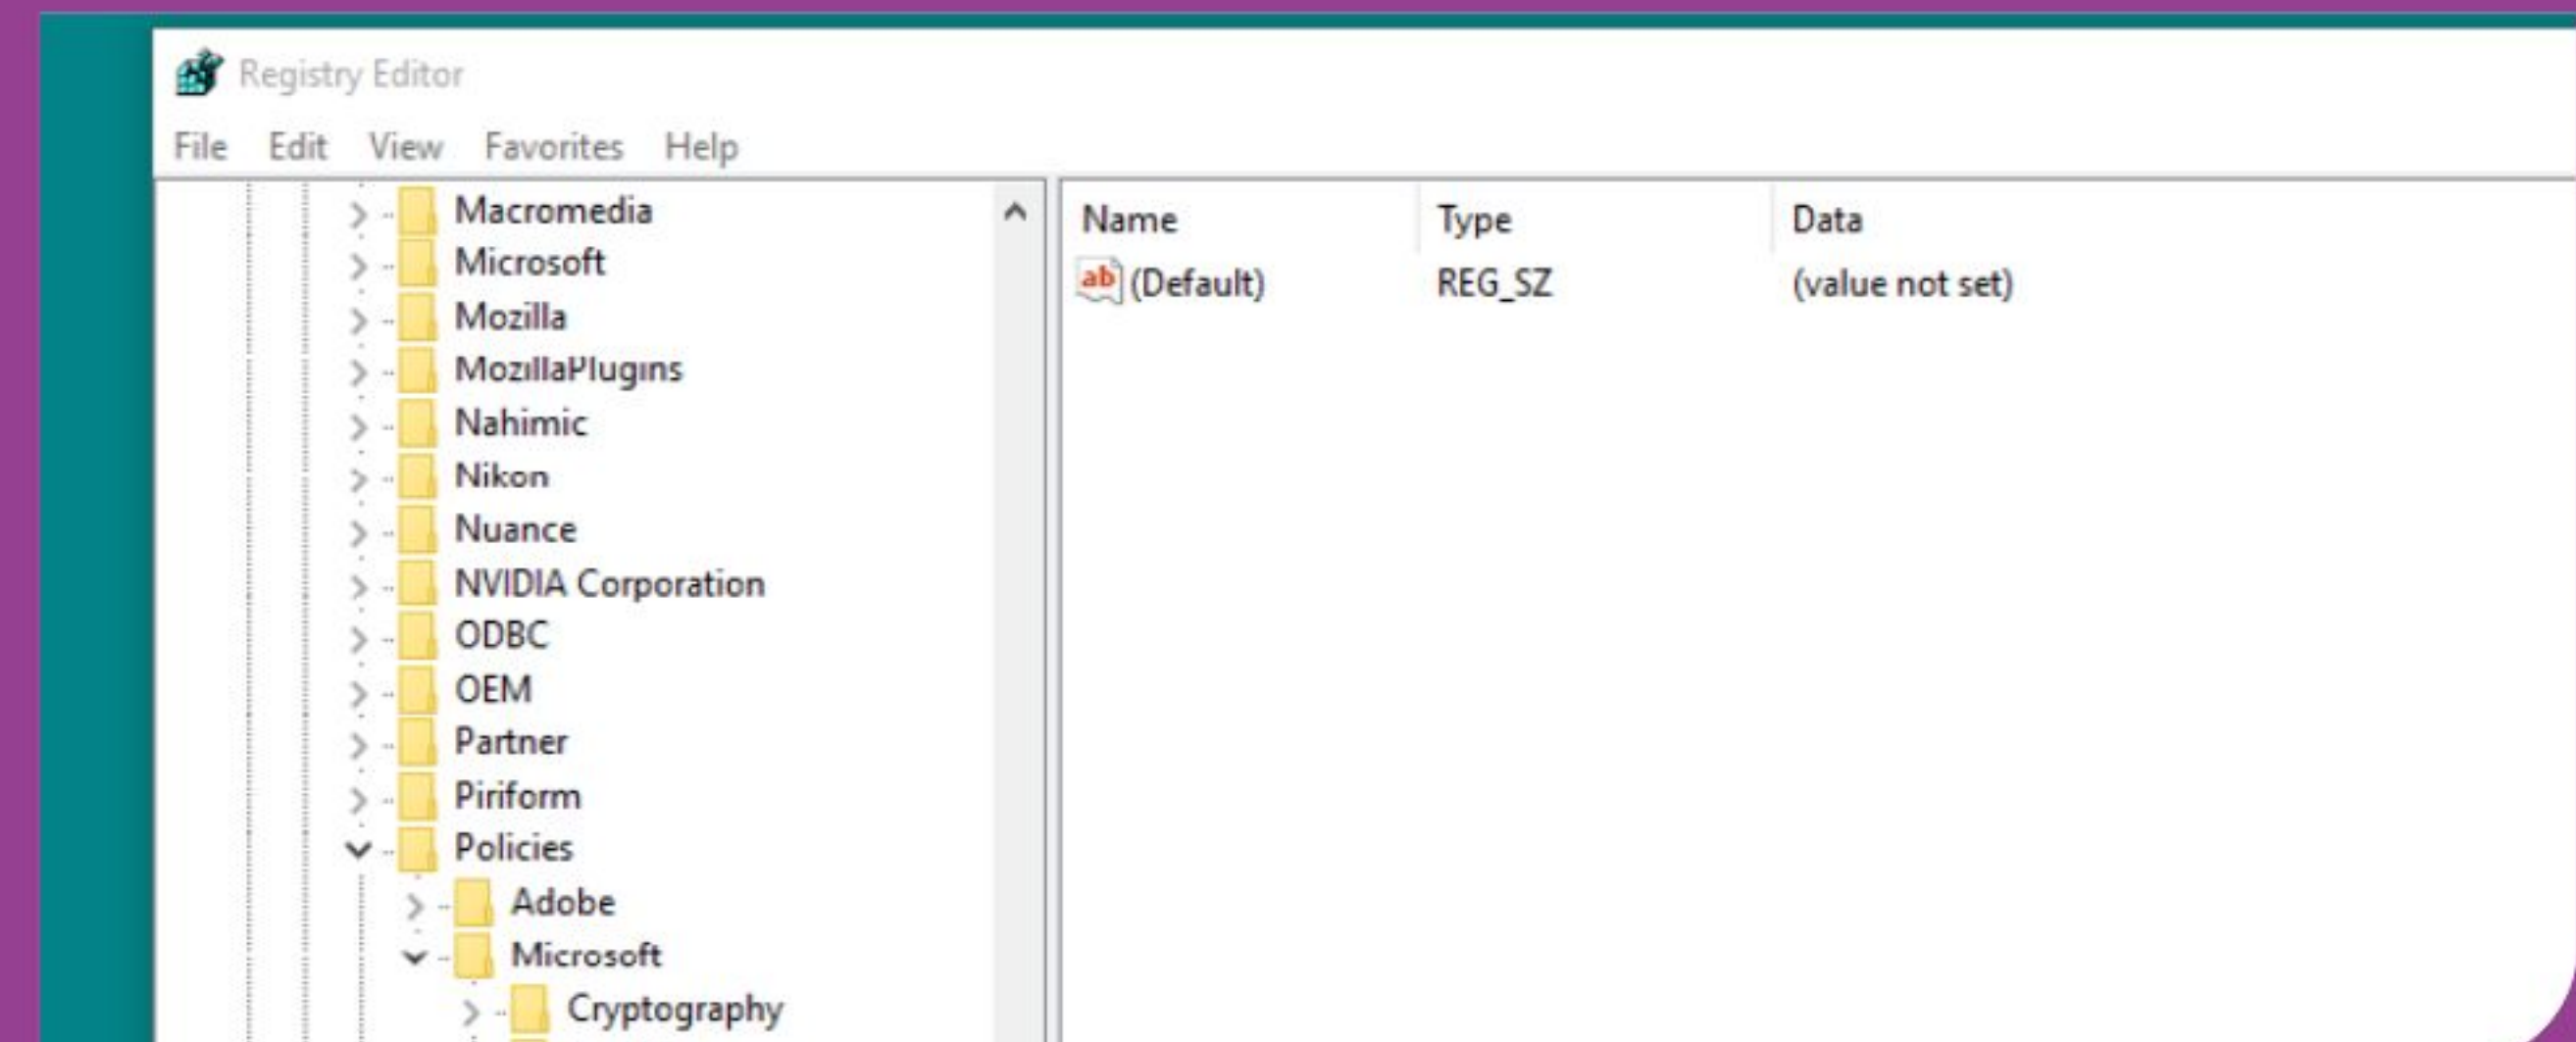 Registry Editor
File Edit View Favorites Help
Macromedia
Microsoft
Mozilla
MozillaPlugins
Nahimic
Nikon
Nuance
NVIDIA Corporation
ODBC
OEM
Partner
Piriform
Policies
Adobe
Microsoft
Cryptography
Name Type Data
ab (Default) REG_SZ (value not set)